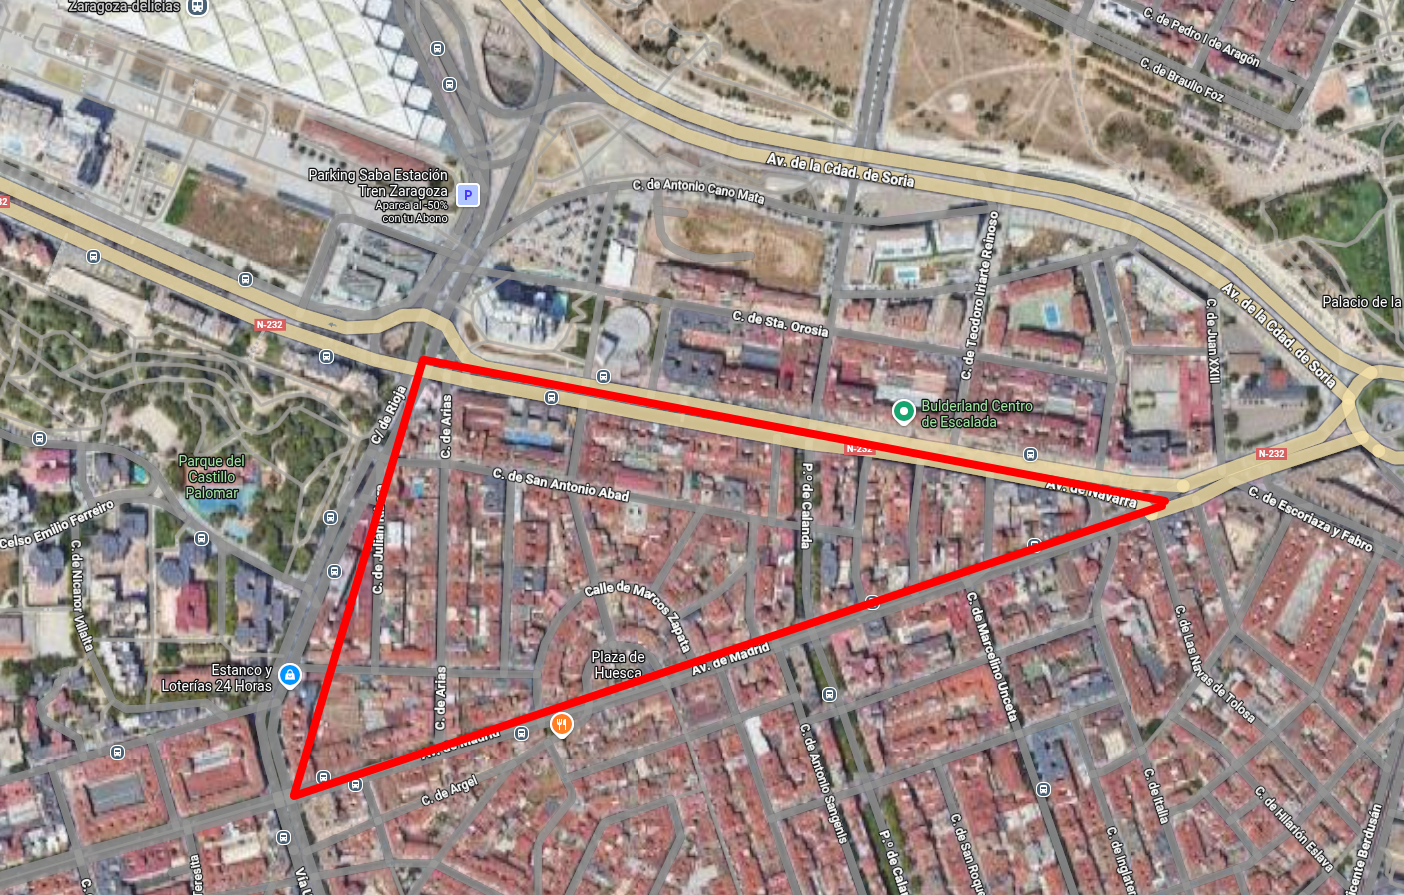 Zaragoza-delicias
C. de Pedro I de Aragón
C. de Braulio Foz
Av. de la Cdad. de Soria
Parking Saba Estación
Tren Zaragoza
Aparca al -50%
con tu Abono
P
C. de Antonio Cano Mata
N-232
C. de Teodoro Iriarte Reinoso
Av. de la Cdad. de Soria
Palacio de la
C. de Sta. Orosia
C. de Juan XXIII
C/ de Rioja
C. de Arias
Bulderland Centro
de Escalada
N-232
N-232
Parque del
Castillo
Palomar
C. de San Antonio Abad
P.º de Calanda
Av. de Navarra
C. de Escoriaza y Fabro
Celso Emilio Ferreiro
C. de Nicanor Villalta
C. de Julián
Calle de Marcos Zapata
Plaza de
Huesca
Av. de Madrid
C. de Marcelino Unceta
C. de Las Navas de Tolosa
Estanco y
Loterías 24 Horas
C. de Arias
Av. de Madrid
C. de Argel
C. de Antonio Sangenís
C. de Italia
C. de Hilarión Eslava
C. de San Roque
C. de Inglater
P.º de Calan
cente Berdusán
Teresa
Vía
C.